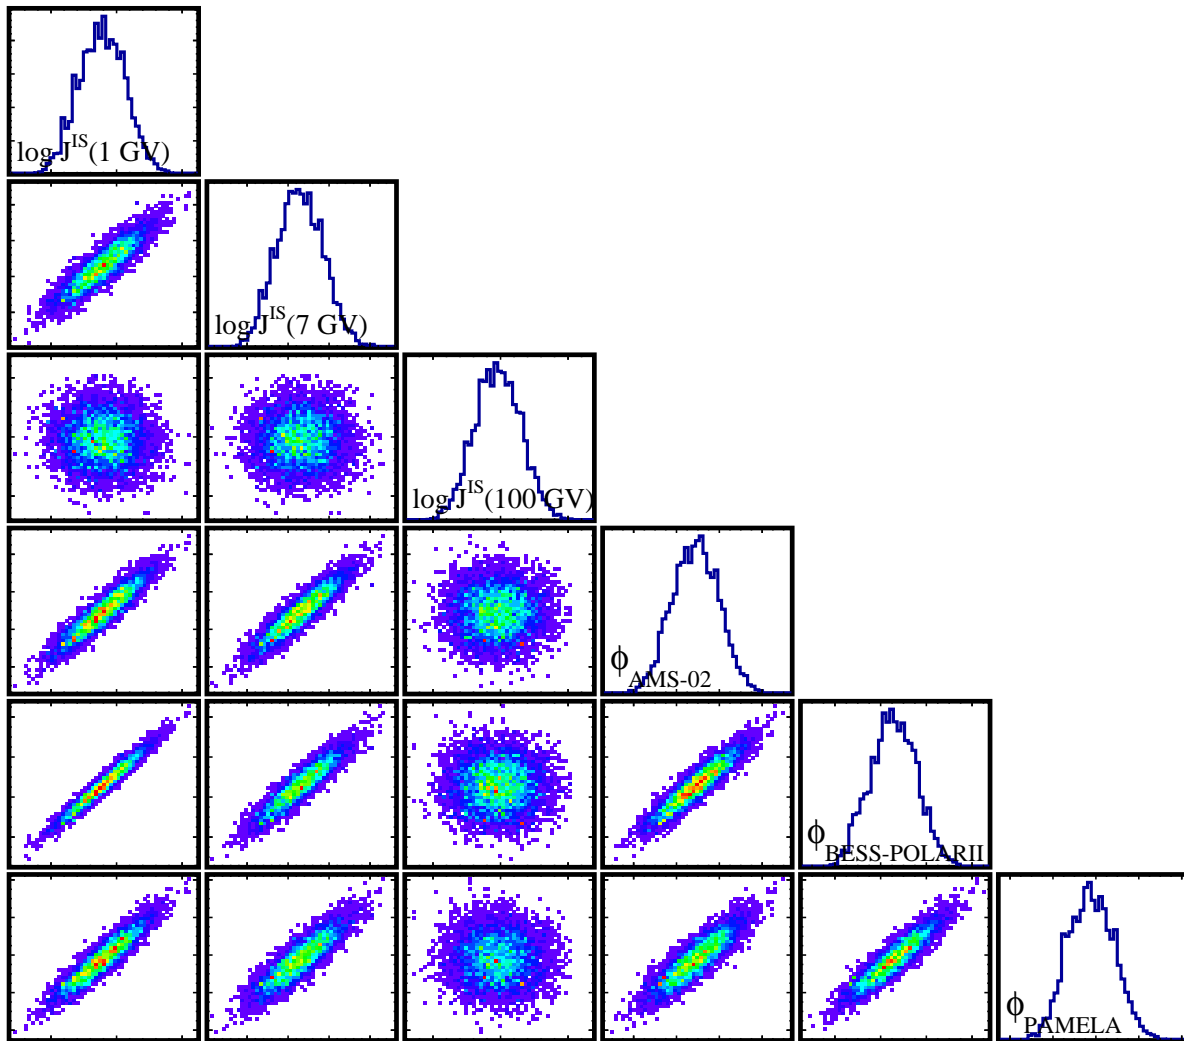 log J^IS(1 GV)
log J^IS(7 GV)
log J^IS(100 GV)
ϕ_AMS-02
ϕ_BESS-POLARII
ϕ_PAMELA